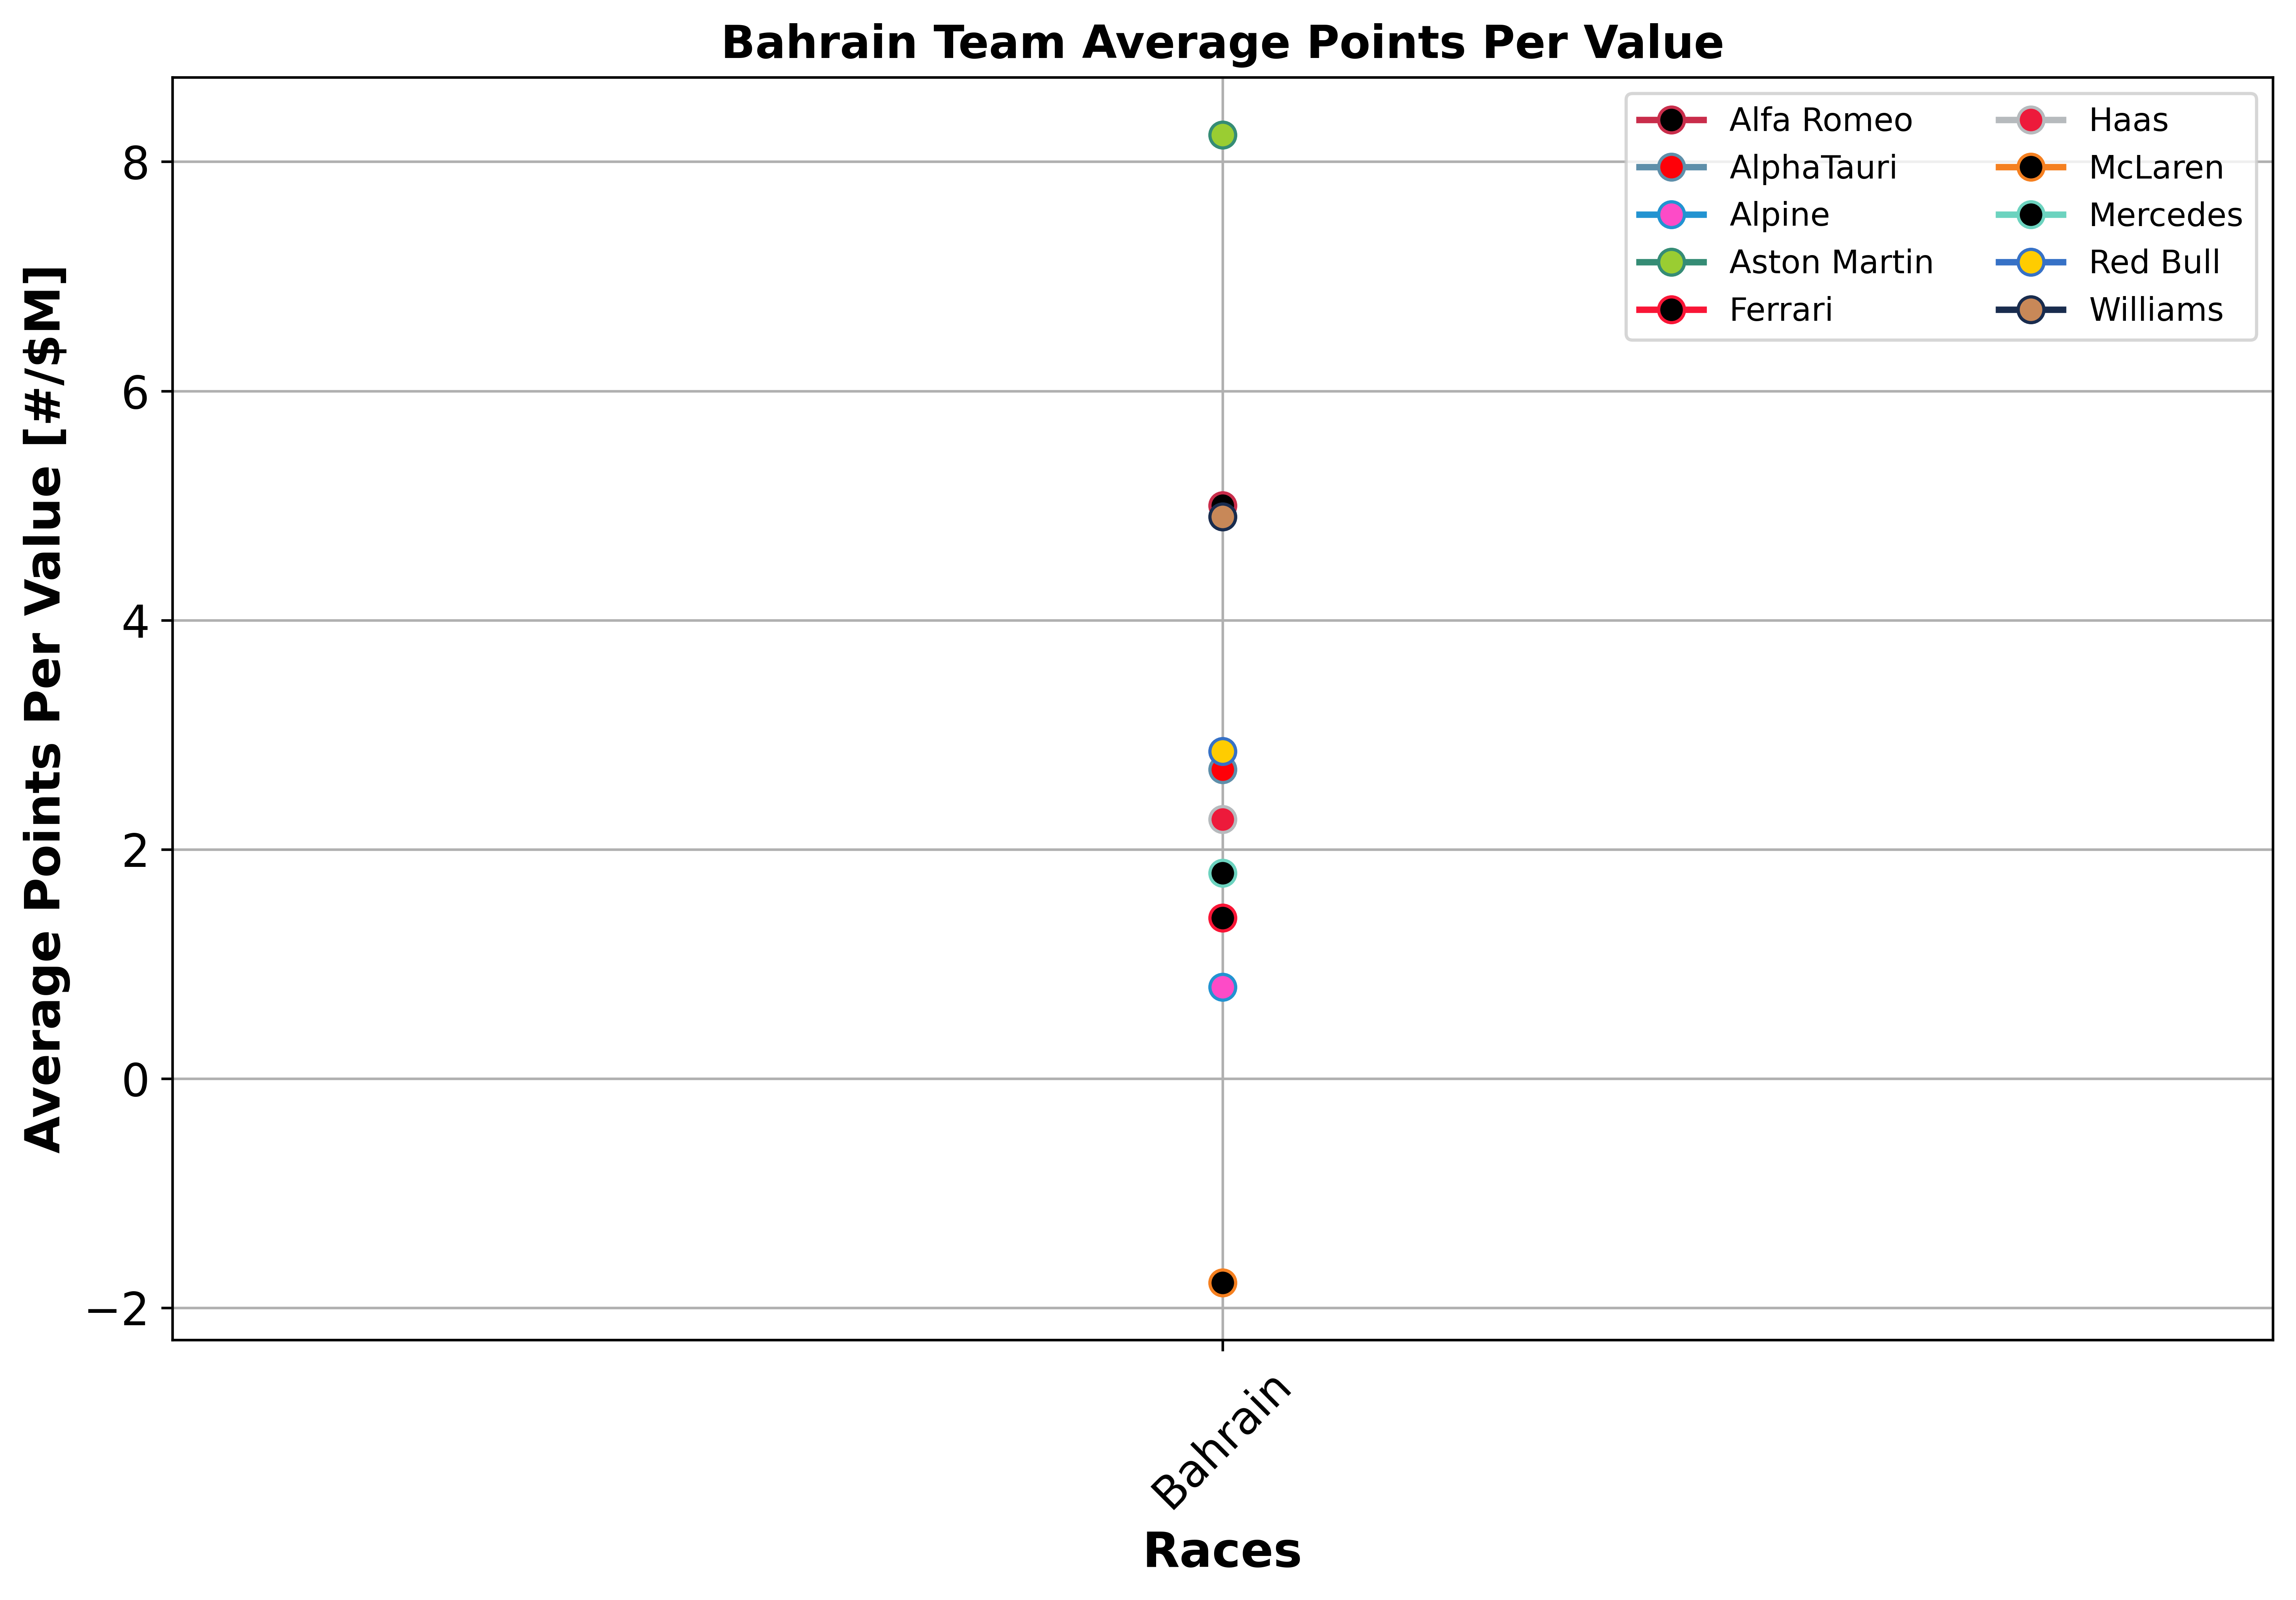 Bahrain Team Average Points Per Value
Average Points Per Value [#/$M]
8
6
4
2
0
−2
Alfa Romeo
AlphaTauri
Alpine
Aston Martin
Ferrari
Haas
McLaren
Mercedes
Red Bull
Williams
Bahrain
Races